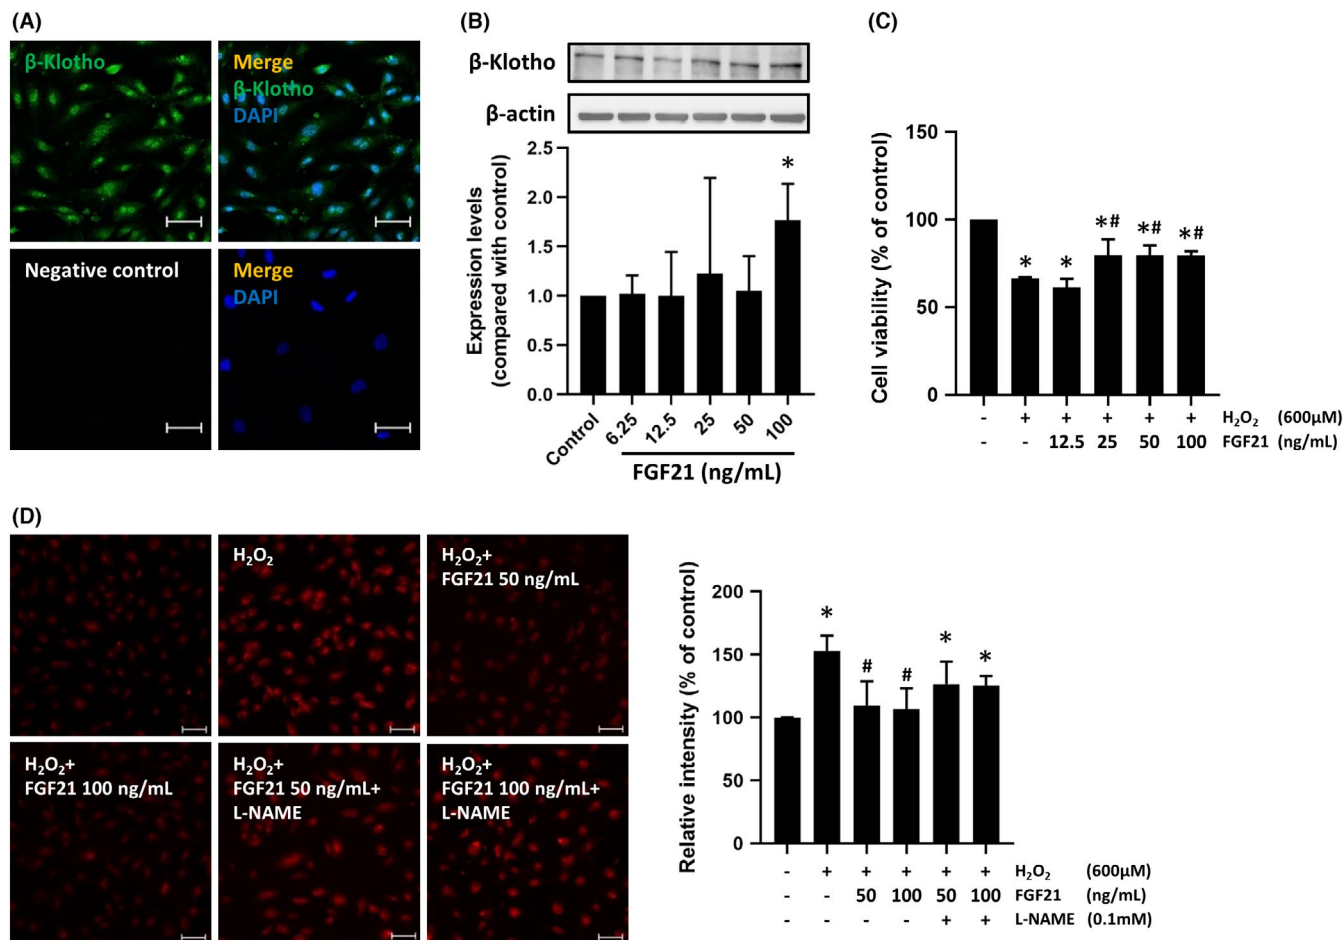 (A)
β-Klotho
Merge
β-Klotho
DAPI
Negative control
Merge
DAPI
(B)
β-Klotho
β-actin
Expression levels
(compared with control)
2.5
2.0
1.5
1.0
0.5
0.0
*
Control
6.25
12.5
25
50
100
FGF21 (ng/mL)
(C)
Cell viability (% of control)
150
100
50
0
* * *# *# *#
- + + + + + H₂O₂ (600μM)
- - 12.5 25 50 100 FGF21 (ng/mL)
(D)
H₂O₂
H₂O₂+
FGF21 50 ng/mL
H₂O₂+
FGF21 100 ng/mL
H₂O₂+
FGF21 50 ng/mL+
L-NAME
H₂O₂+
FGF21 100 ng/mL+
L-NAME
Relative intensity (% of control)
200
150
100
50
0
* # # * *
- + + + + + H₂O₂ (600μM)
- - 50 100 50 100 FGF21 (ng/mL)
- - - - + + L-NAME (0.1mM)